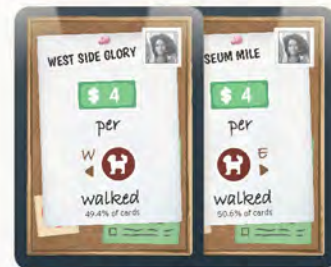 WEST SIDE GLORY
$ 4
per
W
walked
49.4% of cards
SEUM MILE
$ 4
per
E
walked
50.6% of cards